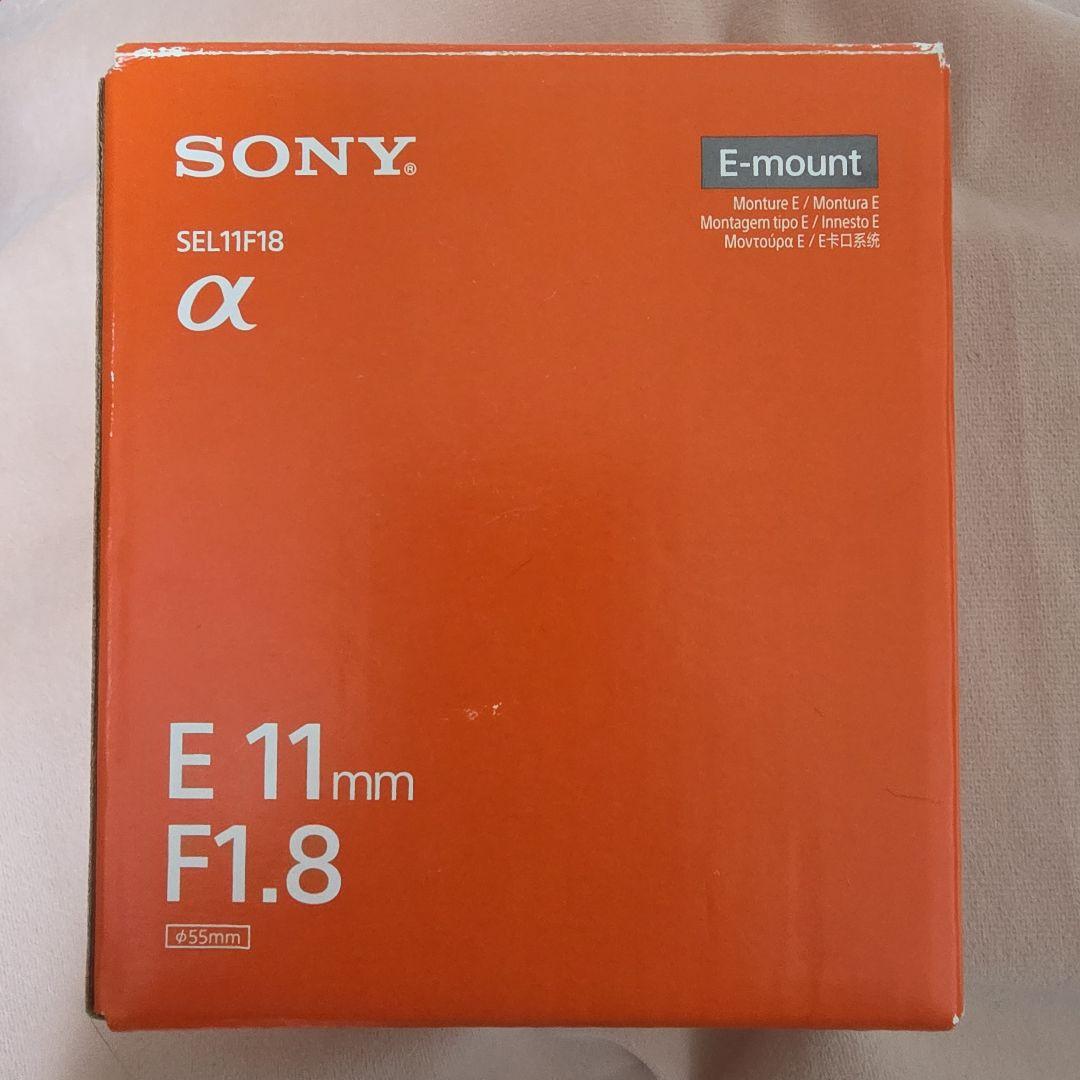 SONY®
E-mount
Monture E / Montura E
Montagem tipo E / Innesto E
Μοντούρα E / E卡口系统
SEL11F18
α
E 11mm
F1.8
φ55mm